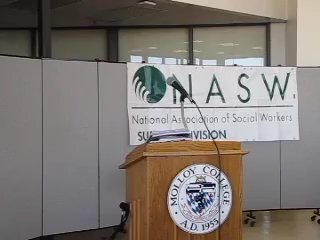 NASW.
National Association of Social Workers
DIVISION
MOLLOY COLLEGE
A.D. 1955